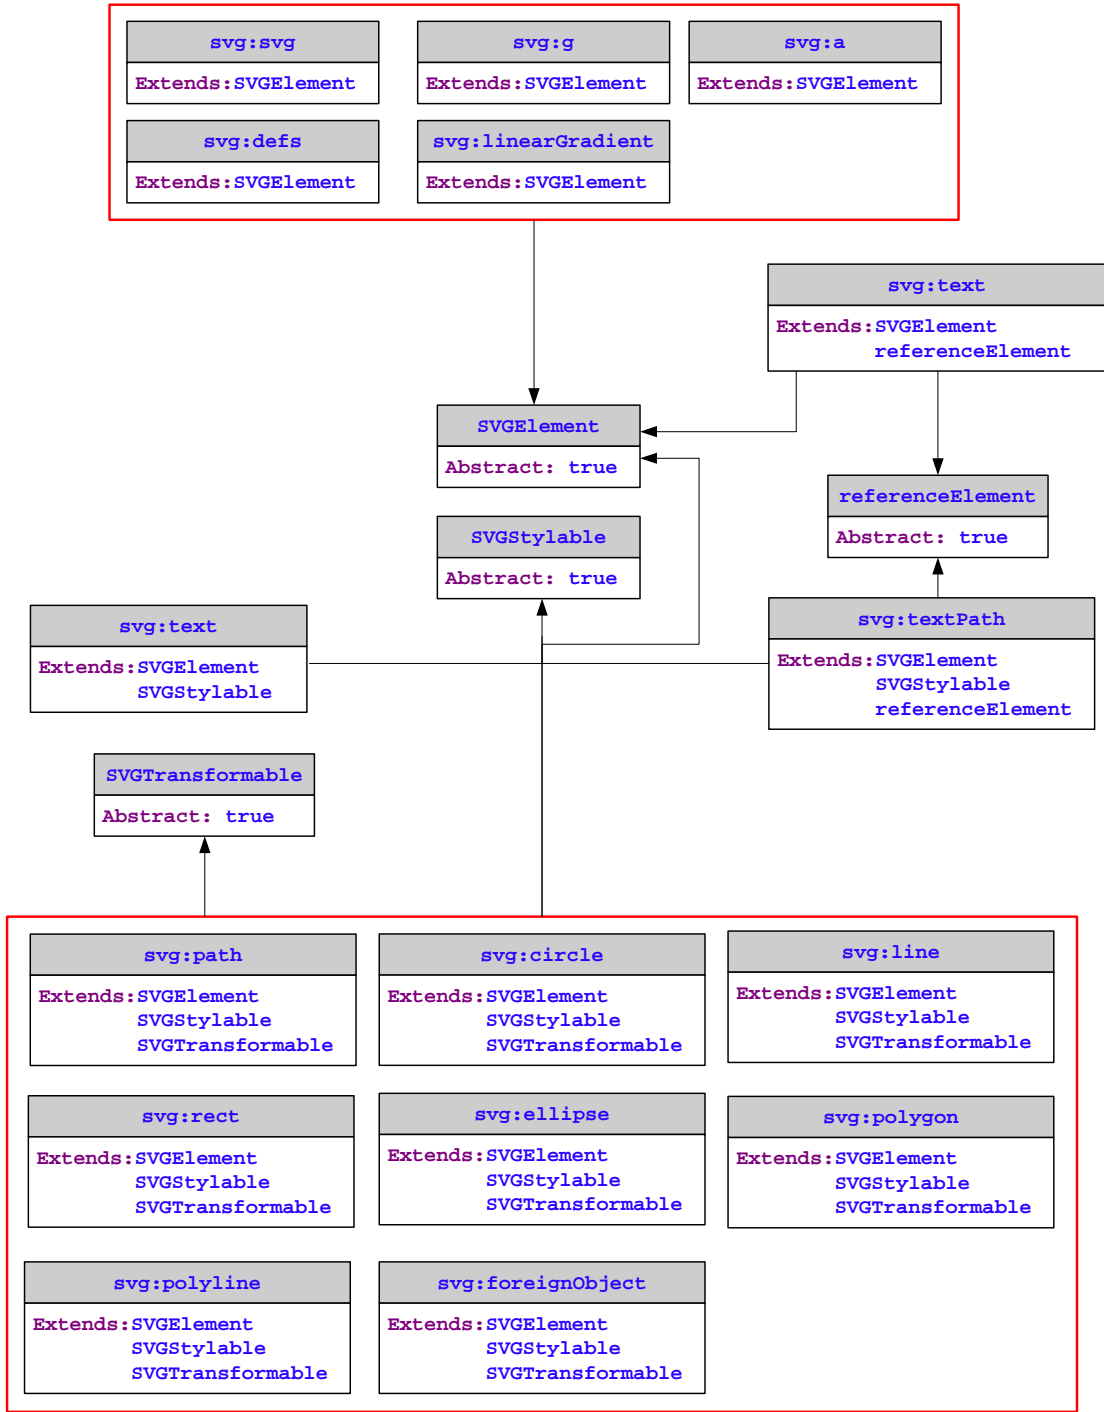 svg:svg
Extends:SVGElement
svg:g
Extends:SVGElement
svg:a
Extends:SVGElement
svg:defs
Extends:SVGElement
svg:linearGradient
Extends:SVGElement
svg:text
Extends:SVGElement
referenceElement
SVGElement
Abstract: true
referenceElement
Abstract: true
SVGStylable
Abstract: true
svg:text
Extends:SVGElement
SVGStylable
svg:textPath
Extends:SVGElement
SVGStylable
referenceElement
SVGTransformable
Abstract: true
svg:path
Extends:SVGElement
SVGStylable
SVGTransformable
svg:circle
Extends:SVGElement
SVGStylable
SVGTransformable
svg:line
Extends:SVGElement
SVGStylable
SVGTransformable
svg:rect
Extends:SVGElement
SVGStylable
SVGTransformable
svg:ellipse
Extends:SVGElement
SVGStylable
SVGTransformable
svg:polygon
Extends:SVGElement
SVGStylable
SVGTransformable
svg:polyline
Extends:SVGElement
SVGStylable
SVGTransformable
svg:foreignObject
Extends:SVGElement
SVGStylable
SVGTransformable